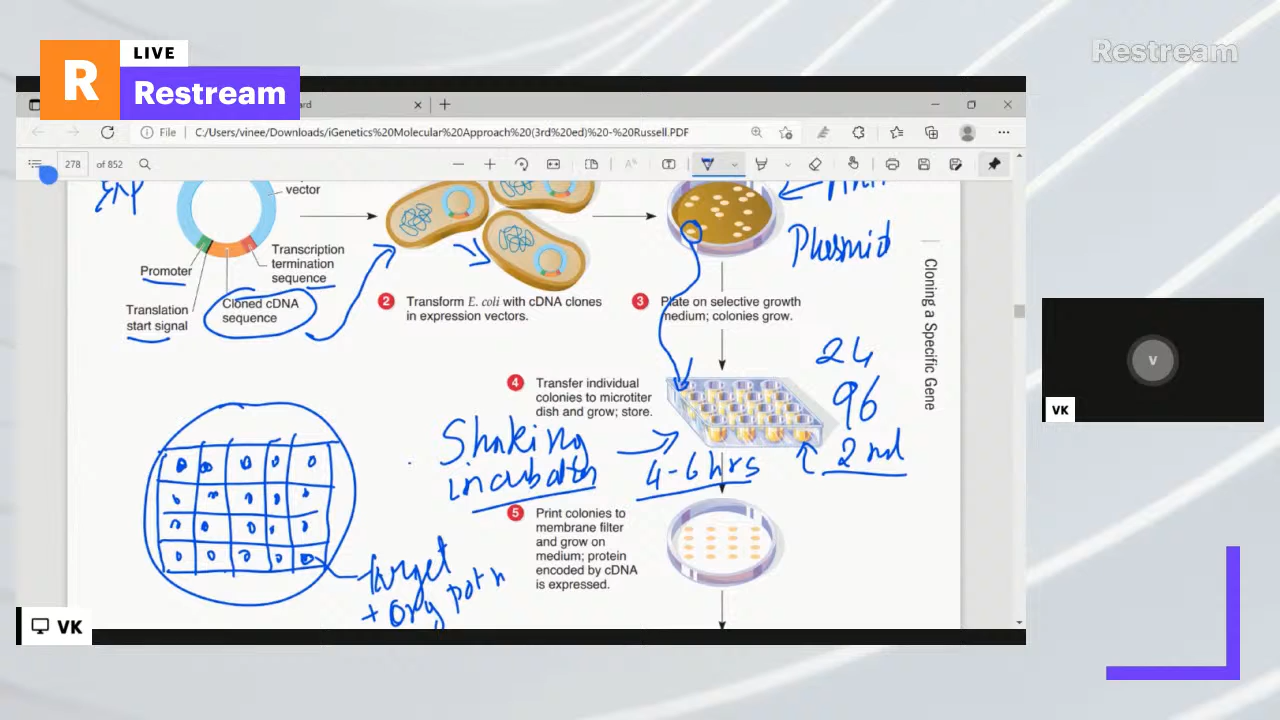 R
LIVE
Restream
Restream
ard
File
C:/Users/vinee/Downloads/iGenetics%20Molecular%20Approach%20(3rd%20ed)%20-%20Russell.PDF
278 of 852
vector
Promoter
Translation
start signal
Cloned cDNA
sequence
Transcription
termination
sequence
Plasmid
2 Transform E. coli with cDNA clones
in expression vectors.
3 Plate on selective growth
medium; colonies grow.
Cloning a Specific Gene
4 Transfer individual
colonies to microtiter
dish and grow; store.
24
96
2 ml
Shaking
incubator
4-6 hrs
5 Print colonies to
membrane filter
and grow on
medium; protein
encoded by cDNA
is expressed.
Target
V
VK
VK